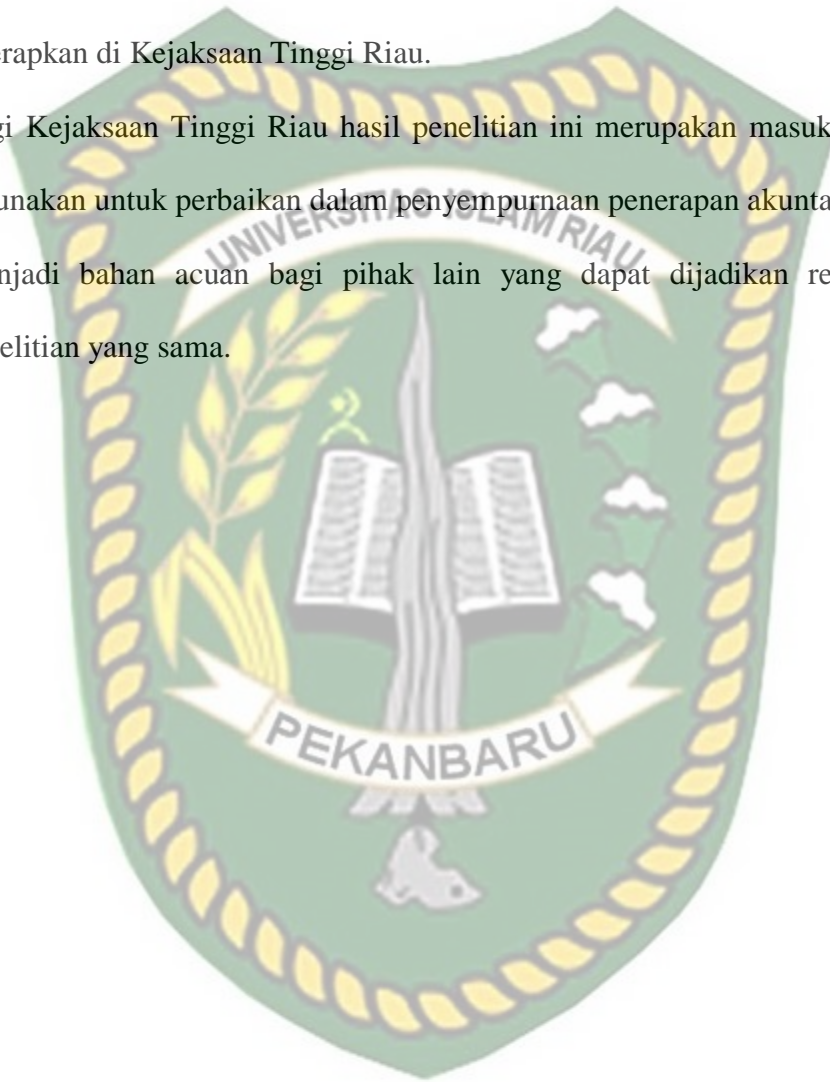 erapkan di Kejaksaan Tinggi Riau.
gi Kejaksaan Tinggi Riau hasil penelitian ini merupakan masuk
unakan untuk perbaikan dalam penyempurnaan penerapan akunta
UNIVERSITAS ISLAM RIAU
njadi bahan acuan bagi pihak lain yang dapat dijadikan re
elitian yang sama.
PEKANBARU